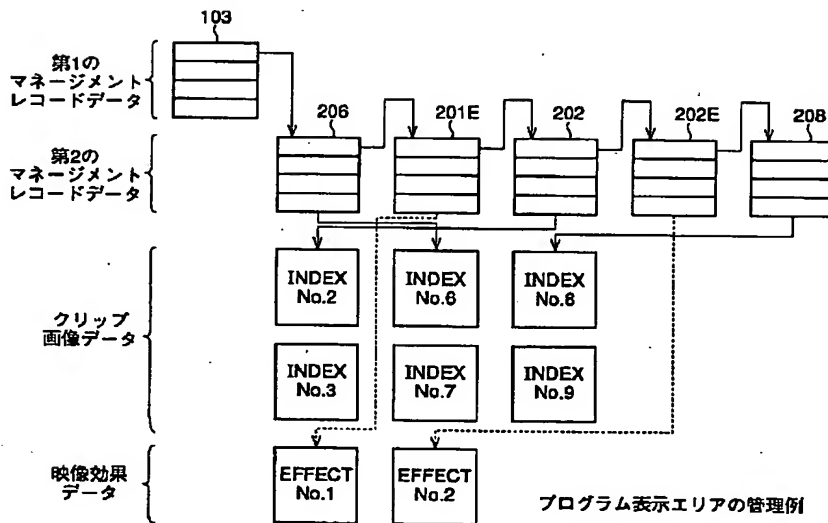 103
第1の
マネージメント
レコードデータ
206
201E
202
202E
208
第2の
マネージメント
レコードデータ
クリップ
画像データ
INDEX
No.2
INDEX
No.6
INDEX
No.8
INDEX
No.3
INDEX
No.7
INDEX
No.9
映像効果
データ
EFFECT
No.1
EFFECT
No.2
プログラム表示エリアの管理例